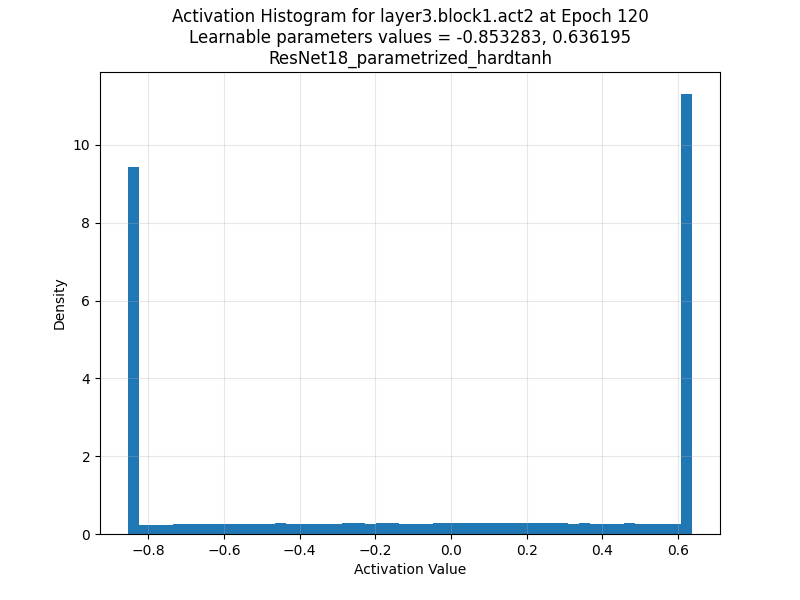 Activation Histogram for layer3.block1.act2 at Epoch 120
Learnable parameters values = -0.853283, 0.636195
ResNet18_parametrized_hardtanh
10
8
6
4
2
0
Density
−0.8 −0.6 −0.4 −0.2 0.0 0.2 0.4 0.6
Activation Value